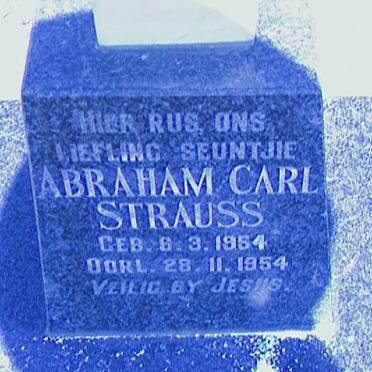 HIER RUS ONS
LIEFLING SEUNTJIE
ABRAHAM CARL
STRAUSS
GEB. 6. 3. 1954
OORL. 28. 11. 1954
VEILIG BY JESUS.